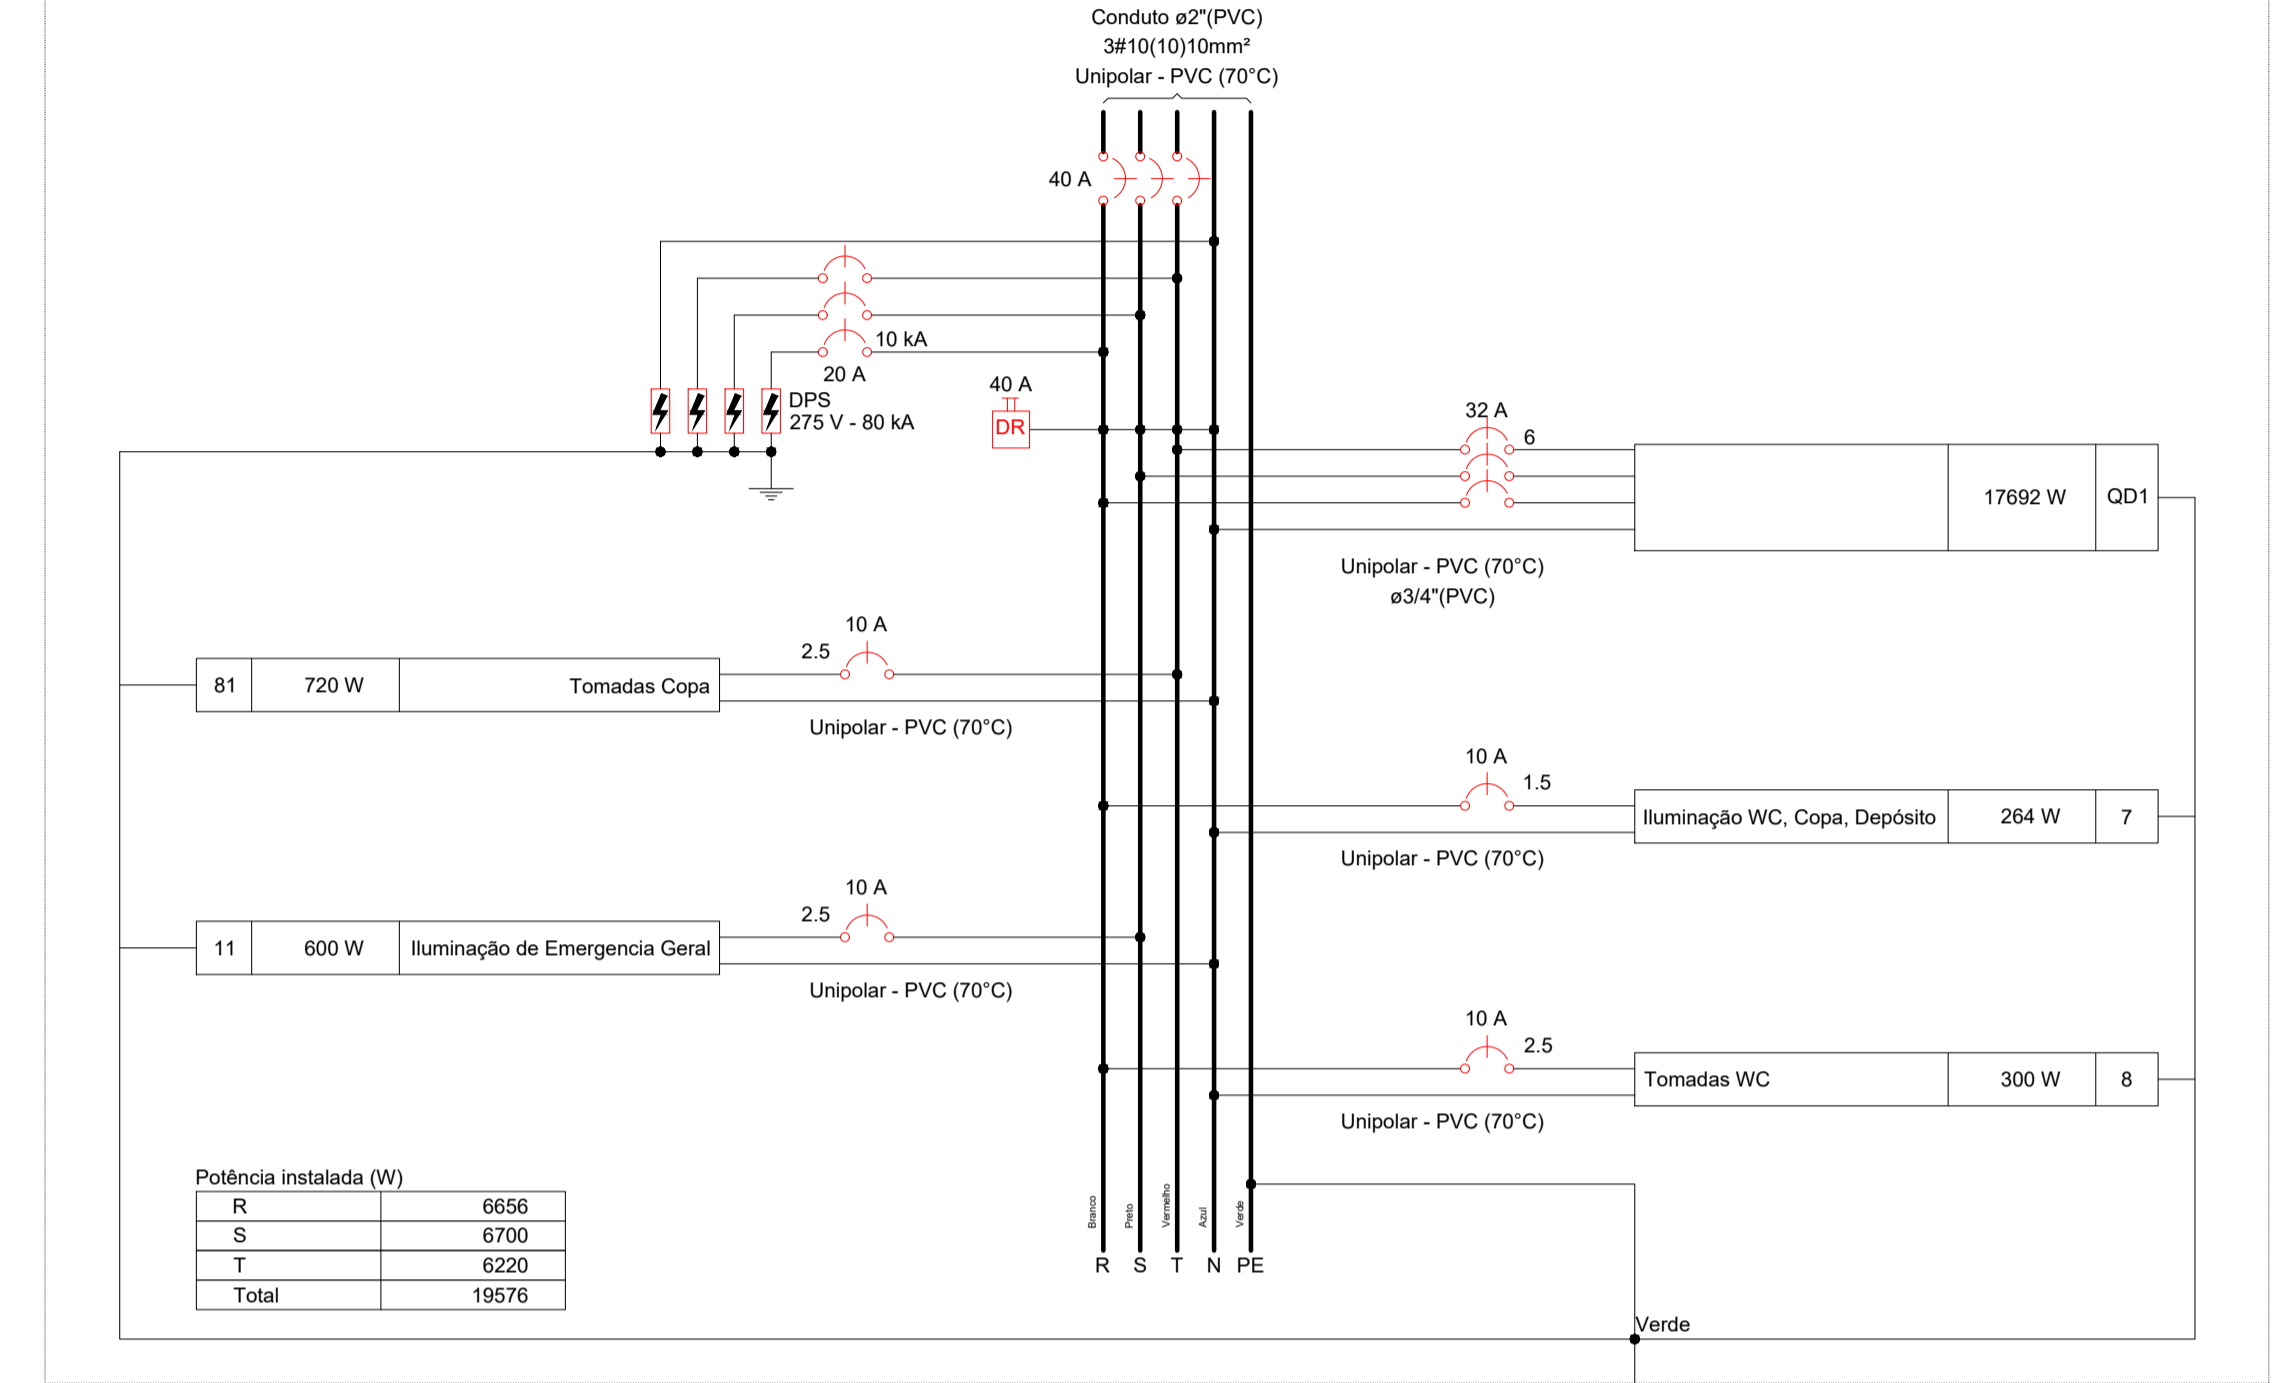 Conduto ø2"(PVC)
3#10(10)10mm²
Unipolar - PVC (70°C)
40 A
10 kA
20 A
DPS
275 V - 80 kA
40 A
DR
32 A
6
17692 W
QD1
Unipolar - PVC (70°C)
ø3/4"(PVC)
10 A
2.5
81
720 W
Tomadas Copa
Unipolar - PVC (70°C)
10 A
1.5
Iluminação WC, Copa, Depósito
264 W
7
Unipolar - PVC (70°C)
10 A
2.5
11
600 W
Iluminação de Emergencia Geral
Unipolar - PVC (70°C)
10 A
2.5
Tomadas WC
300 W
8
Unipolar - PVC (70°C)
Potência instalada (W)
R 6656
S 6700
T 6220
Total 19576
Branco
Preto
Vermelho
Azul
Verde
R S T N PE
Verde